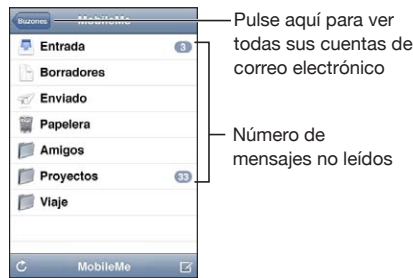 Buzones
MobileMe
Entrada 3
Borradores
Enviado
Papelera
Amigos
Proyectos 33
Viaje
MobileMe
Pulse aquí para ver
todas sus cuentas de
correo electrónico
Número de
mensajes no leídos